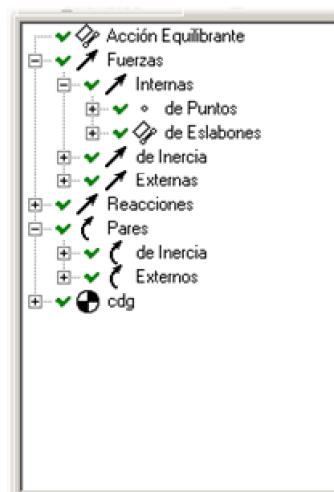 Acción Equilibrante
Fuerzas
Internas
de Puntos
de Eslabones
de Inercia
Externas
Reacciones
Pares
de Inercia
Externos
cdg